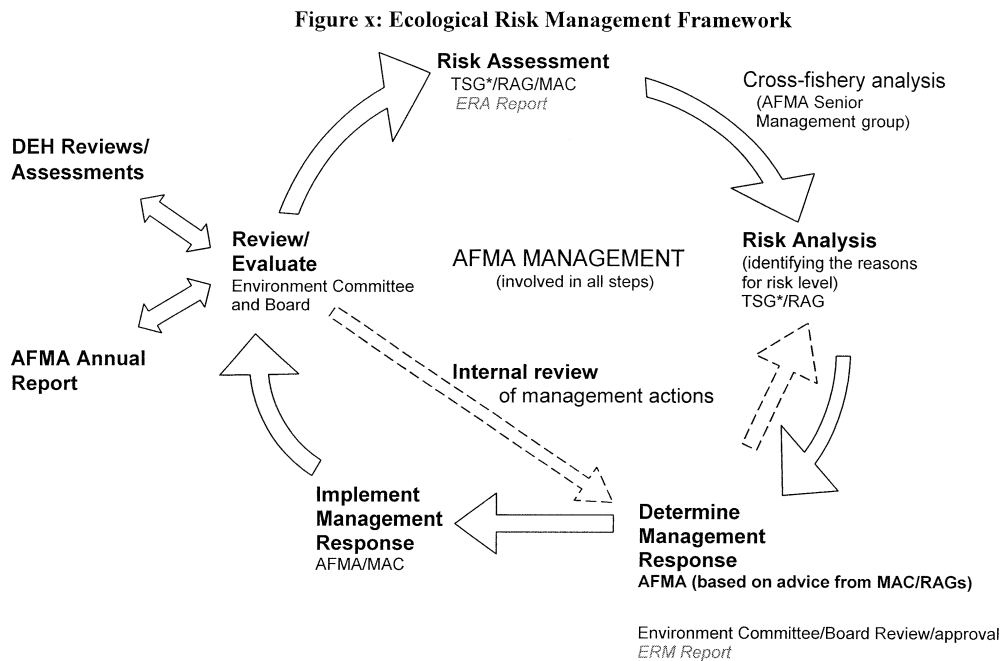 Figure x: Ecological Risk Management Framework
Risk Assessment
TSG*/RAG/MAC
ERA Report
Cross-fishery analysis
(AFMA Senior
Management group)
DEH Reviews/
Assessments
Review/
Evaluate
Environment Committee
and Board
AFMA MANAGEMENT
(involved in all steps)
Risk Analysis
(identifying the reasons
for risk level)
TSG*/RAG
AFMA Annual
Report
Internal review
of management actions
Implement
Management
Response
AFMA/MAC
Determine
Management
Response
AFMA (based on advice from MAC/RAGs)
Environment Committee/Board Review/approval
ERM Report